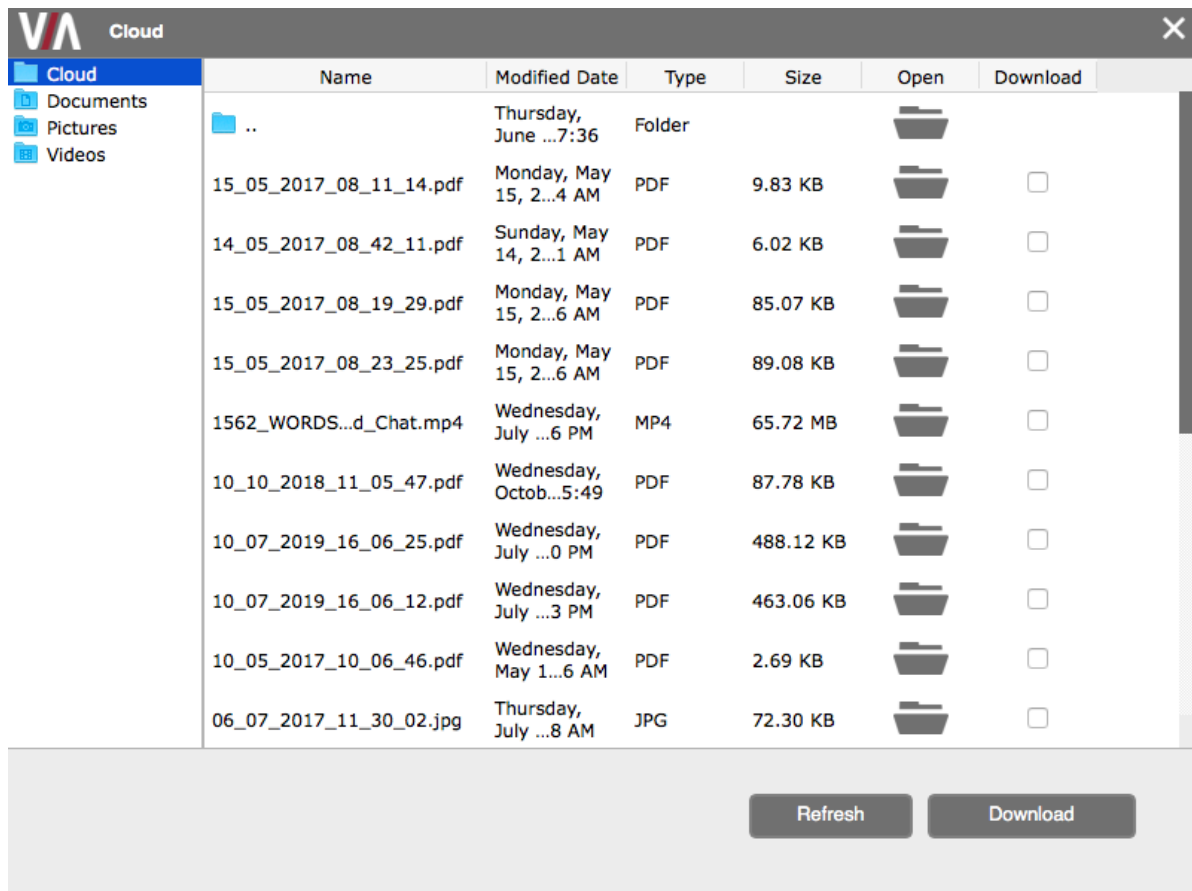 VIA Cloud
Cloud
Documents
Pictures
Videos
Name Modified Date Type Size Open Download
.. Thursday, June ...7:36 Folder
15_05_2017_08_11_14.pdf Monday, May 15, 2...4 AM PDF 9.83 KB
14_05_2017_08_42_11.pdf Sunday, May 14, 2...1 AM PDF 6.02 KB
15_05_2017_08_19_29.pdf Monday, May 15, 2...6 AM PDF 85.07 KB
15_05_2017_08_23_25.pdf Monday, May 15, 2...6 AM PDF 89.08 KB
1562_WORDS...d_Chat.mp4 Wednesday, July ...6 PM MP4 65.72 MB
10_10_2018_11_05_47.pdf Wednesday, Octob...5:49 PDF 87.78 KB
10_07_2019_16_06_25.pdf Wednesday, July ...0 PM PDF 488.12 KB
10_07_2019_16_06_12.pdf Wednesday, July ...3 PM PDF 463.06 KB
10_05_2017_10_06_46.pdf Wednesday, May 1...6 AM PDF 2.69 KB
06_07_2017_11_30_02.jpg Thursday, July ...8 AM JPG 72.30 KB
Refresh Download